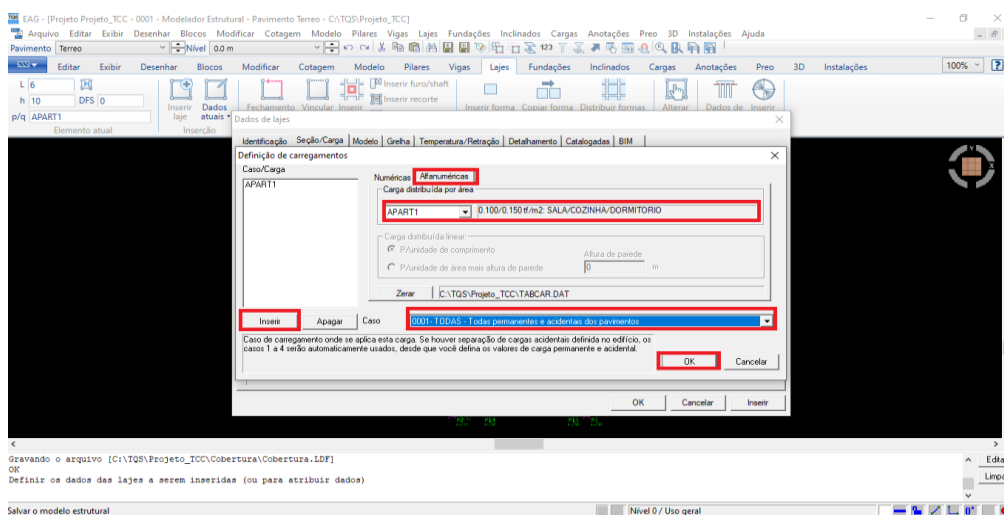 EAG - [Projeto Projeto_TCC - 0001 - Modelador Estrutural - Pavimento Terreo - C:\TQS\Projeto_TCC]
Arquivo Editar Exibir Desenhar Blocos Modificar Cotagem Modelo Pilares Vigas Lajes Fundações Inclinados Cargas Anotações Preo 3D Instalações Ajuda
Pavimento Terreo Nível 0.0 m 123
Editar Exibir Desenhar Blocos Modificar Cotagem Modelo Pilares Vigas Lajes Fundações Inclinados Cargas Anotações Preo 3D Instalações 100%
L 6
h 10 DFS 0
p/q APART1
Elemento atual
Inserir laje
Dados atuais
Inserção
Fechamento Vincular Inserir
Inserir furo/shaft
Inserir recorte
Inserir forma Copiar forma Distribuir formas
Alterar Dados de Inserir
Dados de lajes
Identificação Seção/Carga Modelo Grelha Temperatura/Retração Detalhamento Catalogadas BIM
Definição de carregamentos
Caso/Carga
APART1
Numéricas Alfanuméricas
Carga distribuída por área
APART1 0.100/0.150 tf/m2: SALA/COZINHA/DORMITORIO
Carga distribuída linear:
P/unidade de comprimento
P/unidade de área mais altura de parede
Altura de parede
0 m
Zerar C:\TQS\Projeto_TCC\TABCAR.DAT
Inserir Apagar Caso 0001- TODAS - Todas permanentes e acidentais dos pavimentos
Caso de carregamento onde se aplica esta carga. Se houver separação de cargas acidentais definida no edifício, os
casos 1 a 4 serão automaticamente usados, desde que você defina os valores de carga permanente e acidental.
OK Cancelar
OK Cancelar Inserir
Gravando o arquivo [C:\TQS\Projeto_TCC\Cobertura\Cobertura.LDF]
OK
Definir os dados das lajes a serem inseridas (ou para atribuir dados)
Edita
Limpa
Salvar o modelo estrutural Nível 0 / Uso geral